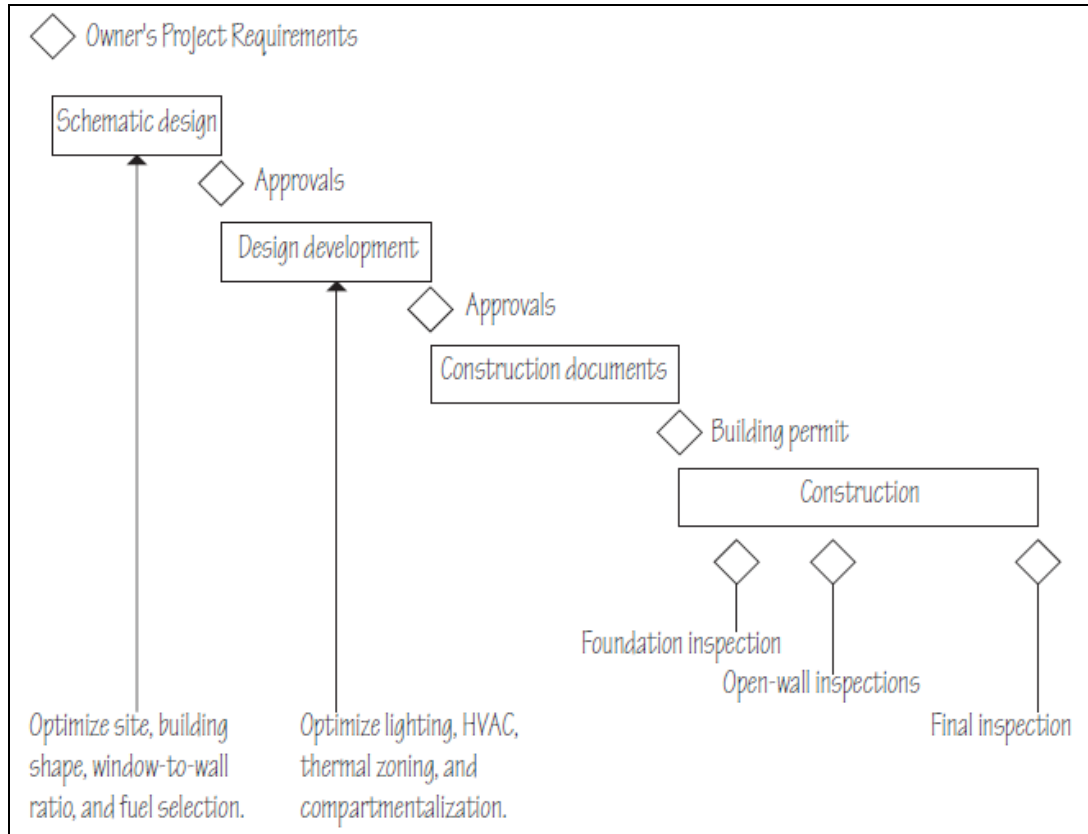 Owner's Project Requirements
Schematic design
Approvals
Design development
Approvals
Construction documents
Building permit
Construction
Foundation inspection
Open-wall inspections
Final inspection
Optimize site, building
shape, window-to-wall
ratio, and fuel selection.
Optimize lighting, HVAC,
thermal zoning, and
compartmentalization.